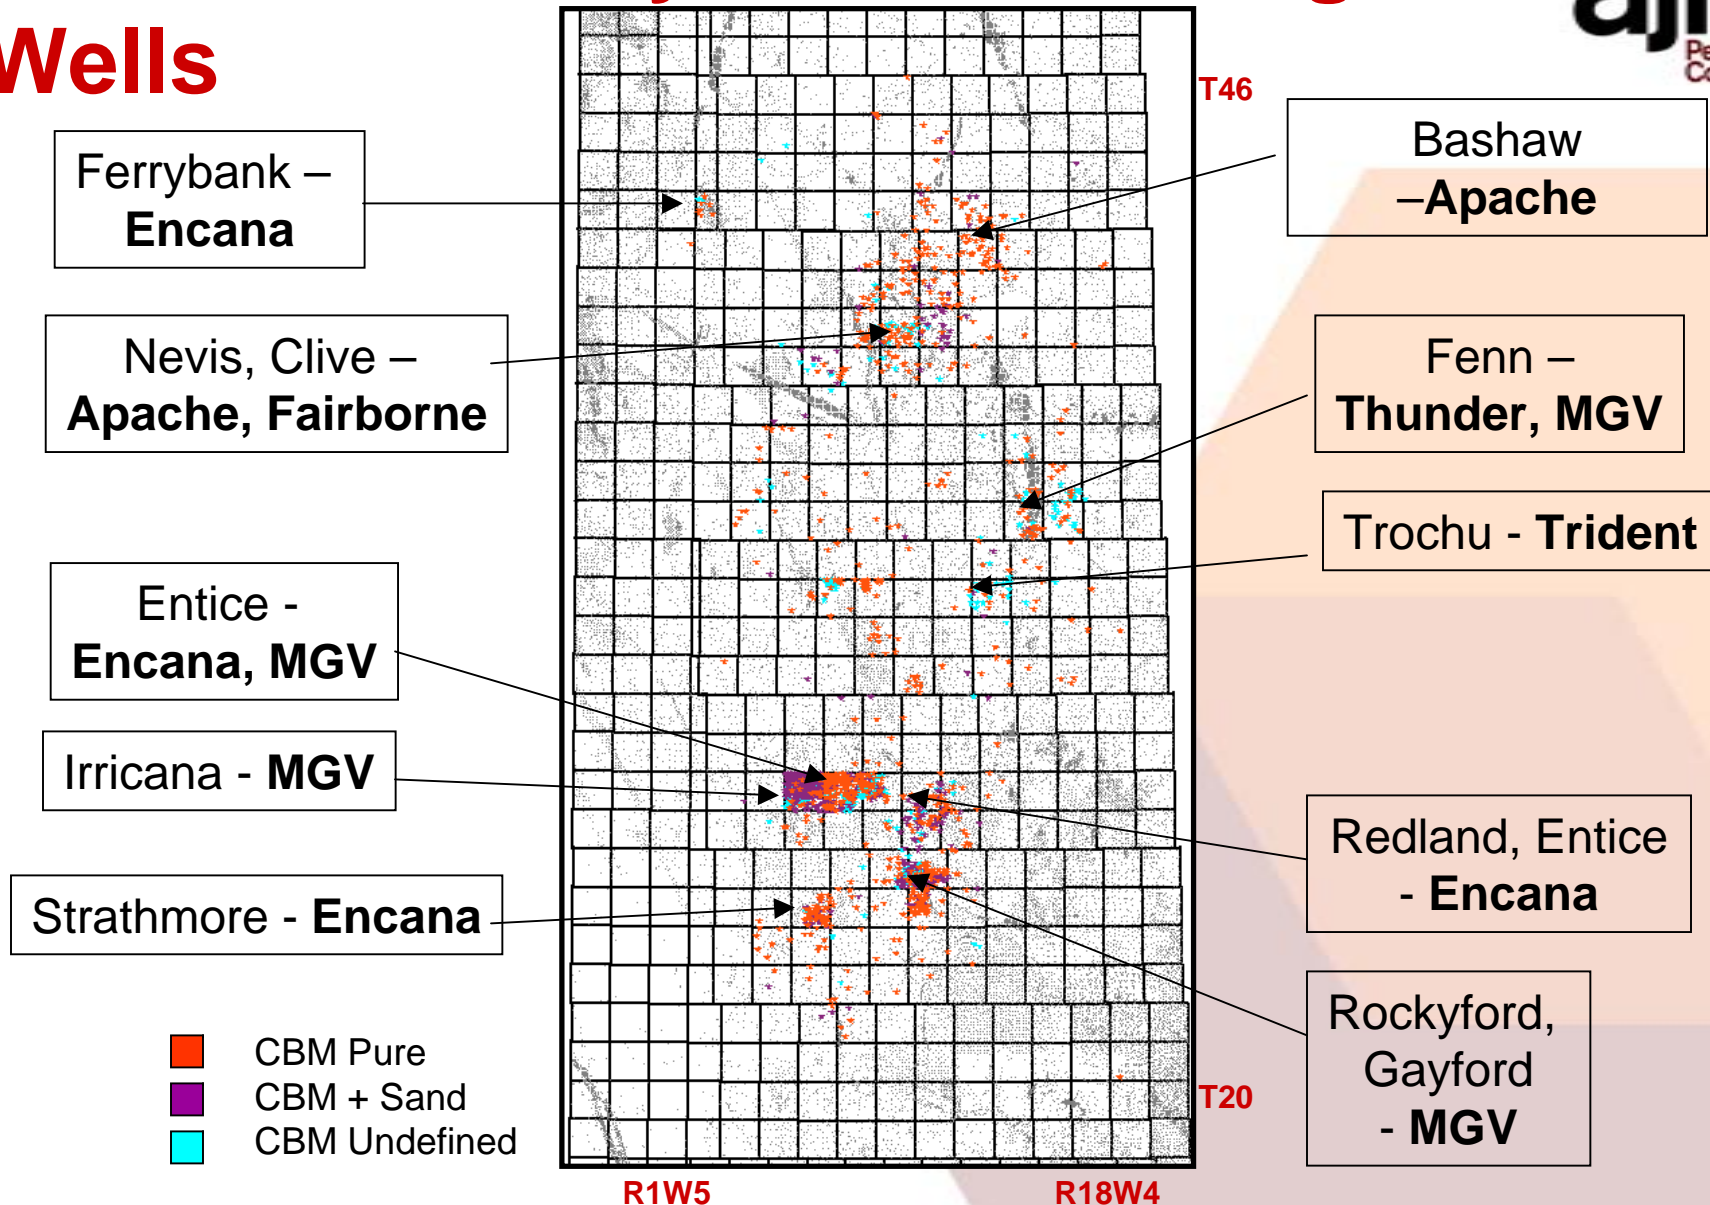 Wells
T46
Ferrybank –
Encana
Bashaw
–Apache
Nevis, Clive –
Apache, Fairborne
Fenn –
Thunder, MGV
Trochu - Trident
Entice -
Encana, MGV
Irricana - MGV
Redland, Entice
- Encana
Strathmore - Encana
Rockyford,
Gayford
- MGV
CBM Pure
CBM + Sand
CBM Undefined
T20
R1W5
R18W4